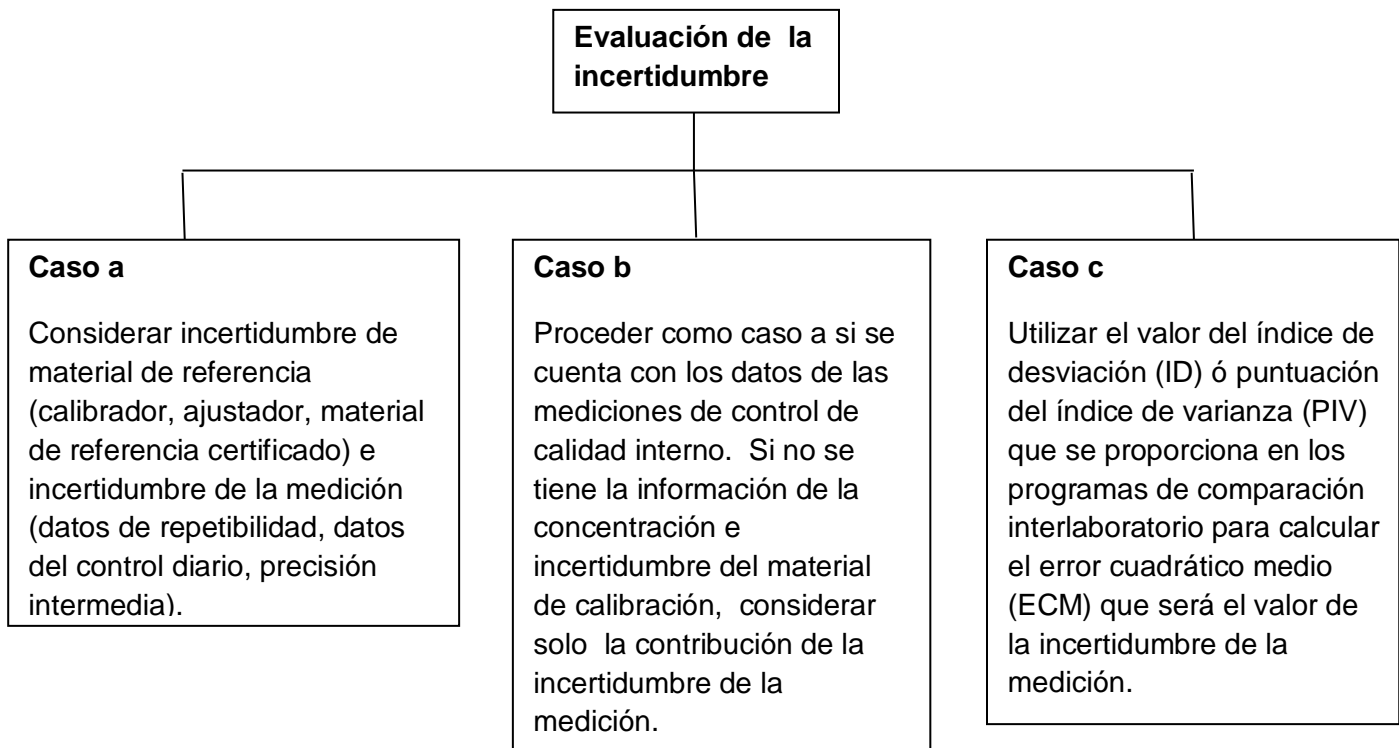 Evaluación de la
incertidumbre
Caso a
Considerar incertidumbre de
material de referencia
(calibrador, ajustador, material
de referencia certificado) e
incertidumbre de la medición
(datos de repetibilidad, datos
del control diario, precisión
intermedia).
Caso b
Proceder como caso a si se
cuenta con los datos de las
mediciones de control de
calidad interno. Si no se
tiene la información de la
concentración e
incertidumbre del material
de calibración, considerar
solo la contribución de la
incertidumbre de la
medición.
Caso c
Utilizar el valor del índice de
desviación (ID) ó puntuación
del índice de varianza (PIV)
que se proporciona en los
programas de comparación
interlaboratorio para calcular
el error cuadrático medio
(ECM) que será el valor de
la incertidumbre de la
medición.